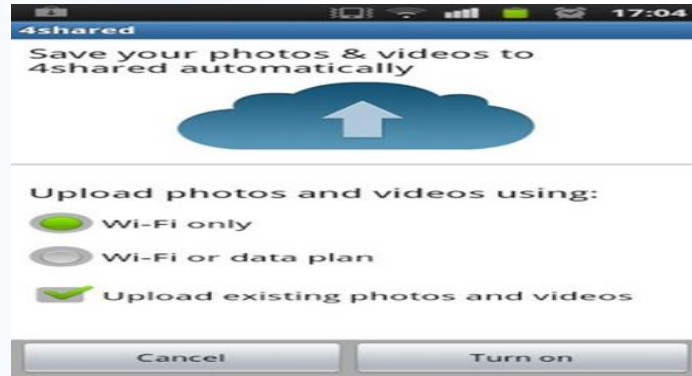 17:04
4shared
Save your photos & videos to
4shared automatically
Upload photos and videos using:
Wi-Fi only
Wi-Fi or data plan
Upload existing photos and videos
Cancel
Turn on